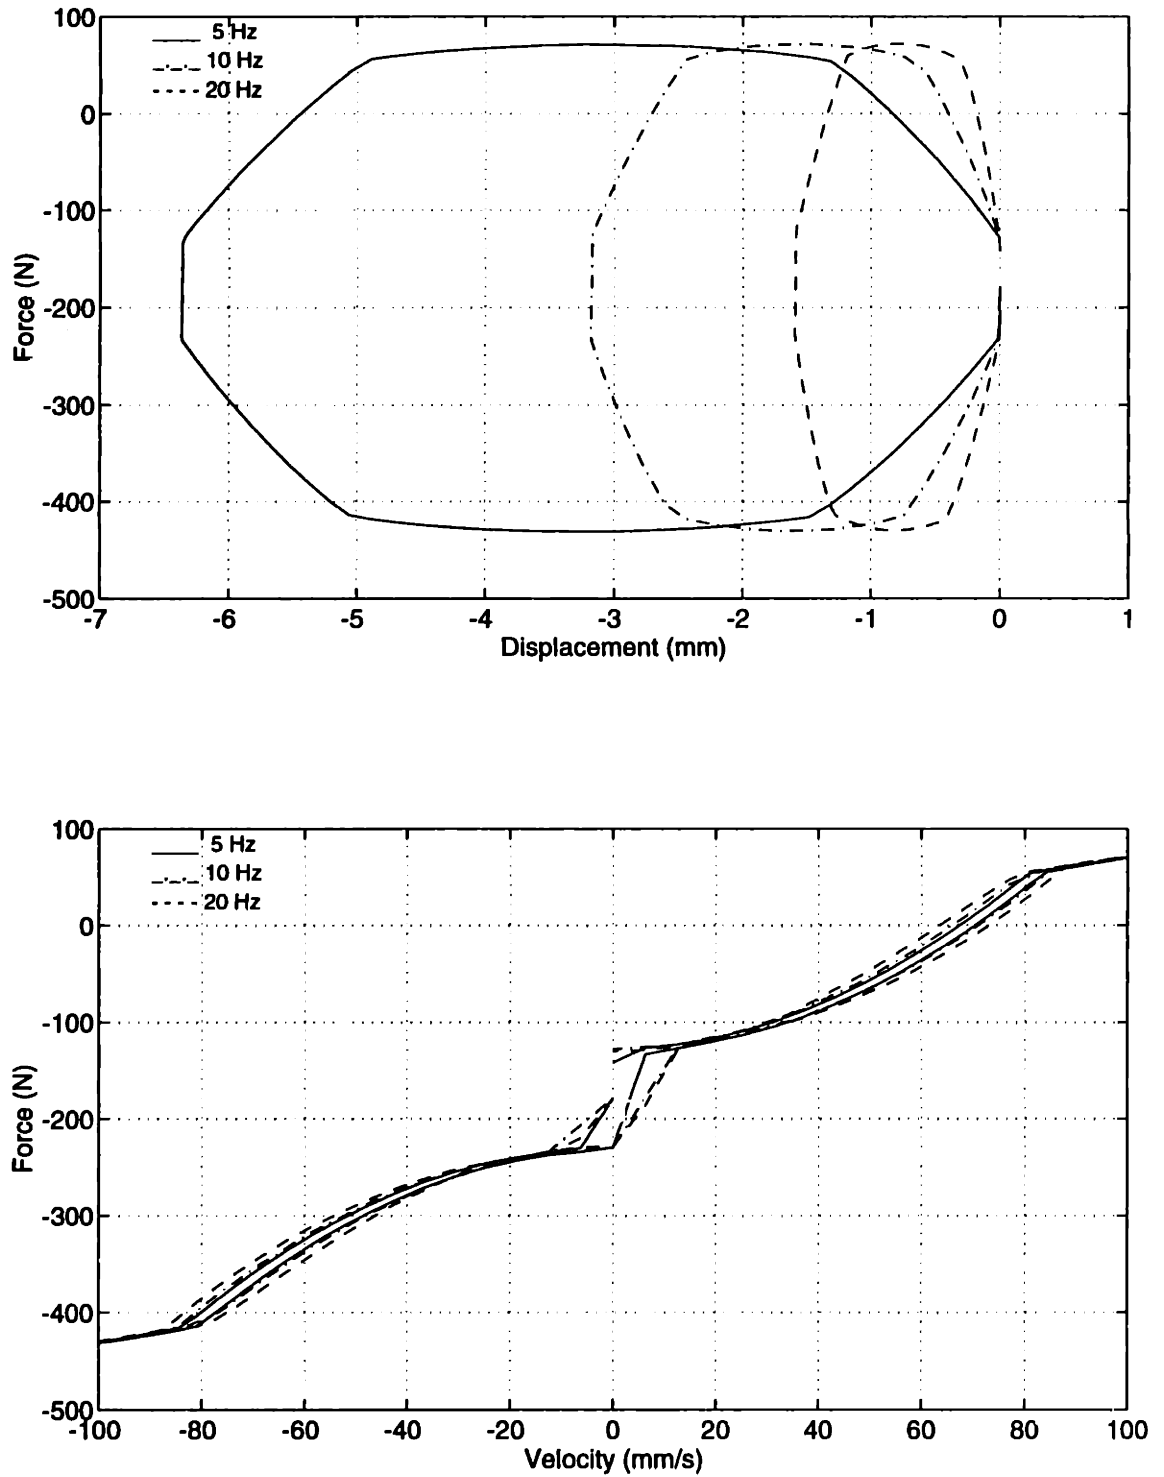 100
0
-100
-200
-300
-400
-500
Force (N)
5 Hz
10 Hz
20 Hz
-7 -6 -5 -4 -3 -2 -1 0 1
Displacement (mm)
100
0
-100
-200
-300
-400
-500
Force (N)
5 Hz
10 Hz
20 Hz
-100 -80 -60 -40 -20 0 20 40 60 80 100
Velocity (mm/s)